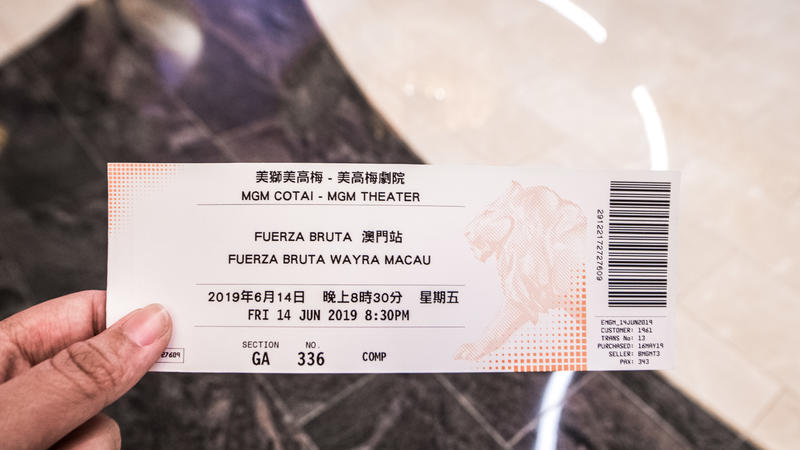 美獅美高梅 - 美高梅劇院
MGM COTAI - MGM THEATER
FUERZA BRUTA 澳門站
FUERZA BRUTA WAYRA MACAU
2019年6月14日 晚上8時30分 星期五
FRI 14 JUN 2019 8:30PM
SECTION NO.
GA 336 COMP
27609
29122172727609
EMGM_14JUN2019
CUSTOMER: 1961
TRANS No: 13
PURCHASED: 16MAY19
SELLER: BMGMT3
PAX: 343